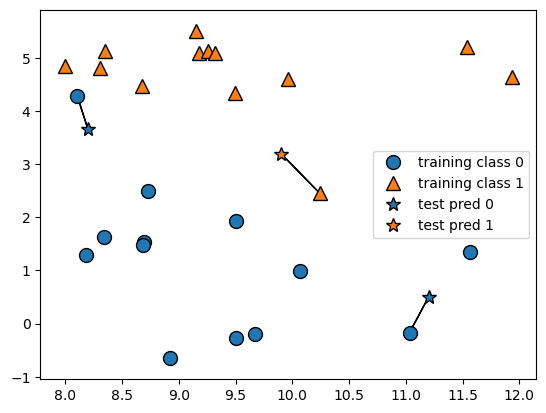 5
4
3
2
1
0
−1
training class 0
training class 1
test pred 0
test pred 1
8.0 8.5 9.0 9.5 10.0 10.5 11.0 11.5 12.0